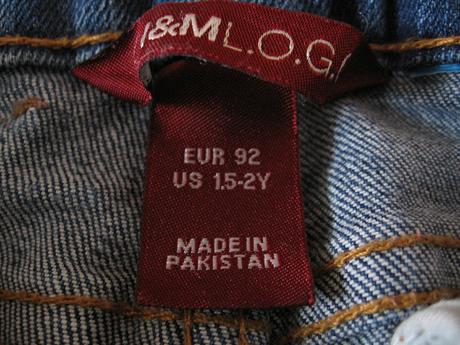 &M L.O.G.
EUR 92
US 1.5-2Y
MADE IN
PAKISTAN